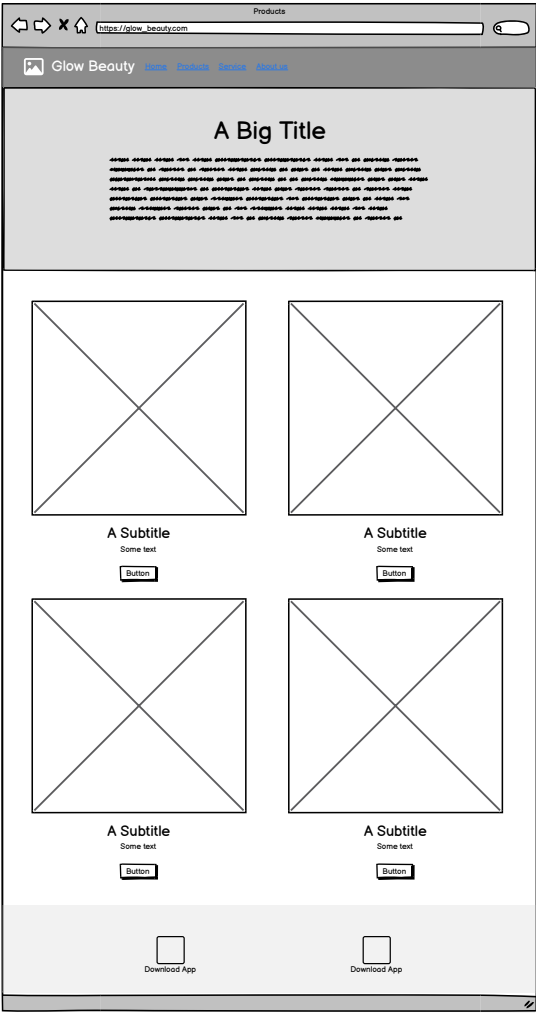 Products
https://glow_beauty.com
Glow Beauty Home Products Service About us
A Big Title
A Subtitle A Subtitle
Some text Some text
Button Button
A Subtitle A Subtitle
Some text Some text
Button Button
Download App Download App